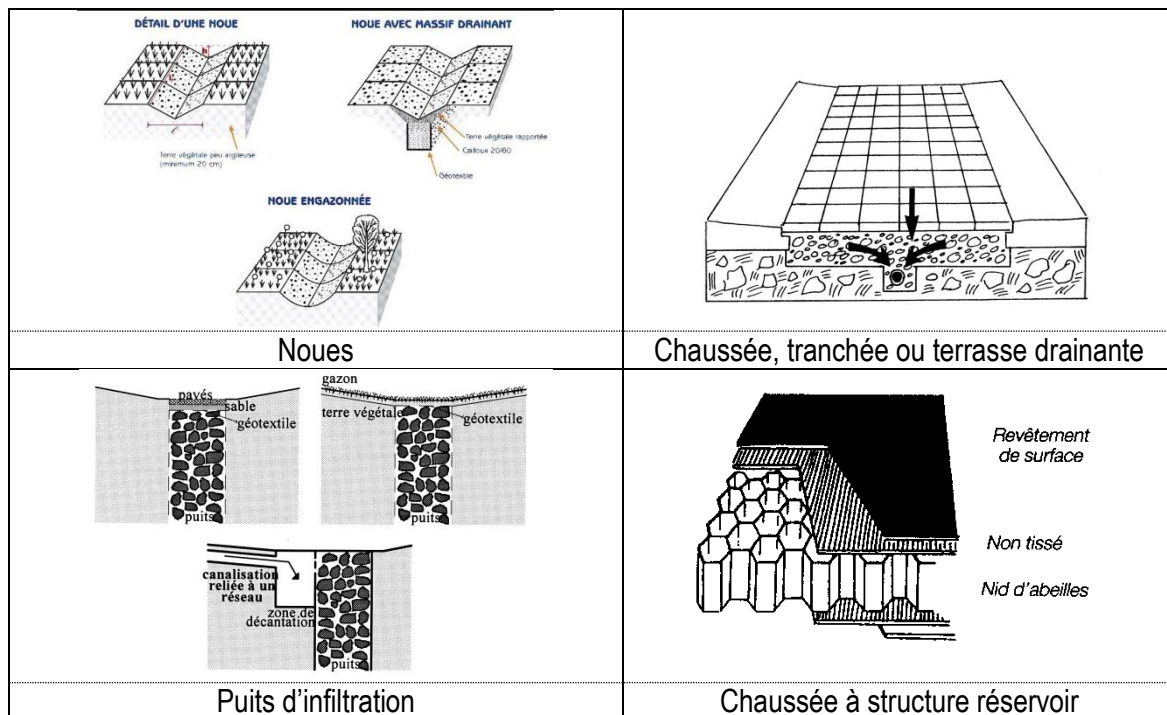 DÉTAIL D'UNE NOUE
h
Terre végétale peu argileuse
(minimum 20 cm)
NOUE AVEC MASSIF DRAINANT
Terre végétale rapportée
Cailloux 20/60
Géotextile
NOUE ENGAZONNÉE
Noues
Chaussée, tranchée ou terrasse drainante
pavés
sable
géotextile
puits
gazon
terre végétale
géotextile
puits
canalisation
reliée à un
réseau
zone de
décantation
puits
Puits d'infiltration
Revêtement
de surface
Non tissé
Nid d'abeilles
Chaussée à structure réservoir